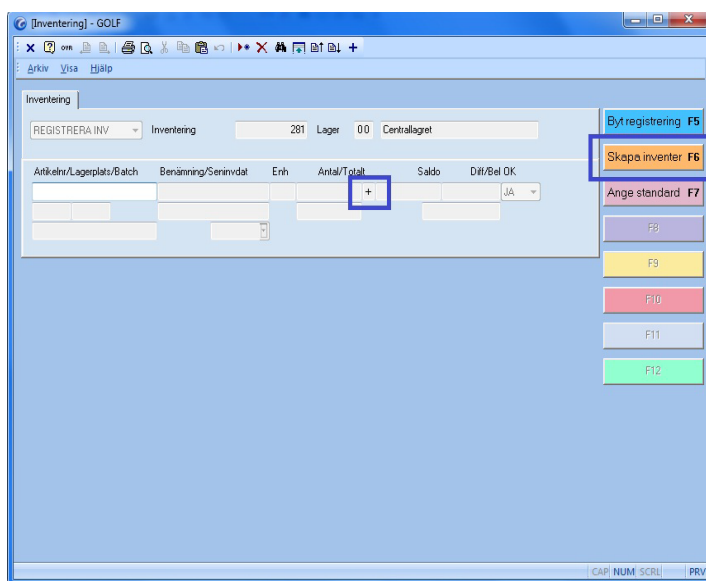 [Inventering] - GOLF
OVR
Arkiv Visa Hjälp
Inventering
REGISTRERA INV Inventering 281 Lager 00 Centrallagret
Artikelnr/Lagerplats/Batch Benämning/Seninvdat Enh Antal/Totalt Saldo Diff/Bel OK
+ JA
Byt registrering F5
Skapa inventer F6
Ange standard F7
F8
F9
F10
F11
F12
CAP NUM SCRL PRV